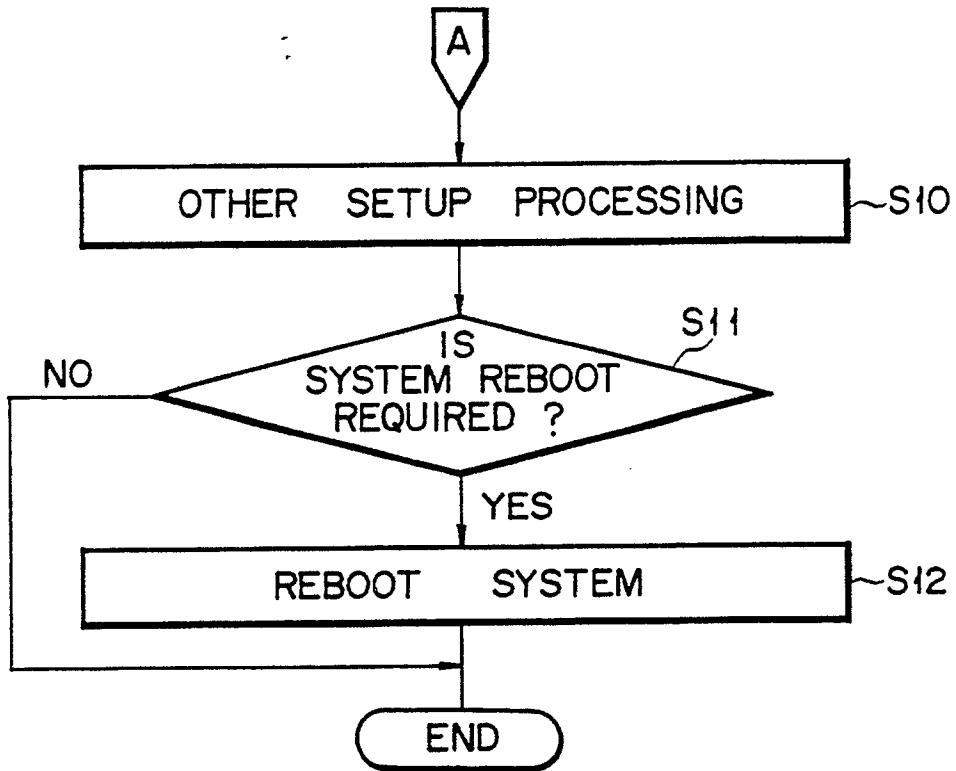 A
OTHER SETUP PROCESSING
S10
S11
IS
SYSTEM REBOOT
REQUIRED ?
NO
YES
REBOOT SYSTEM
S12
END